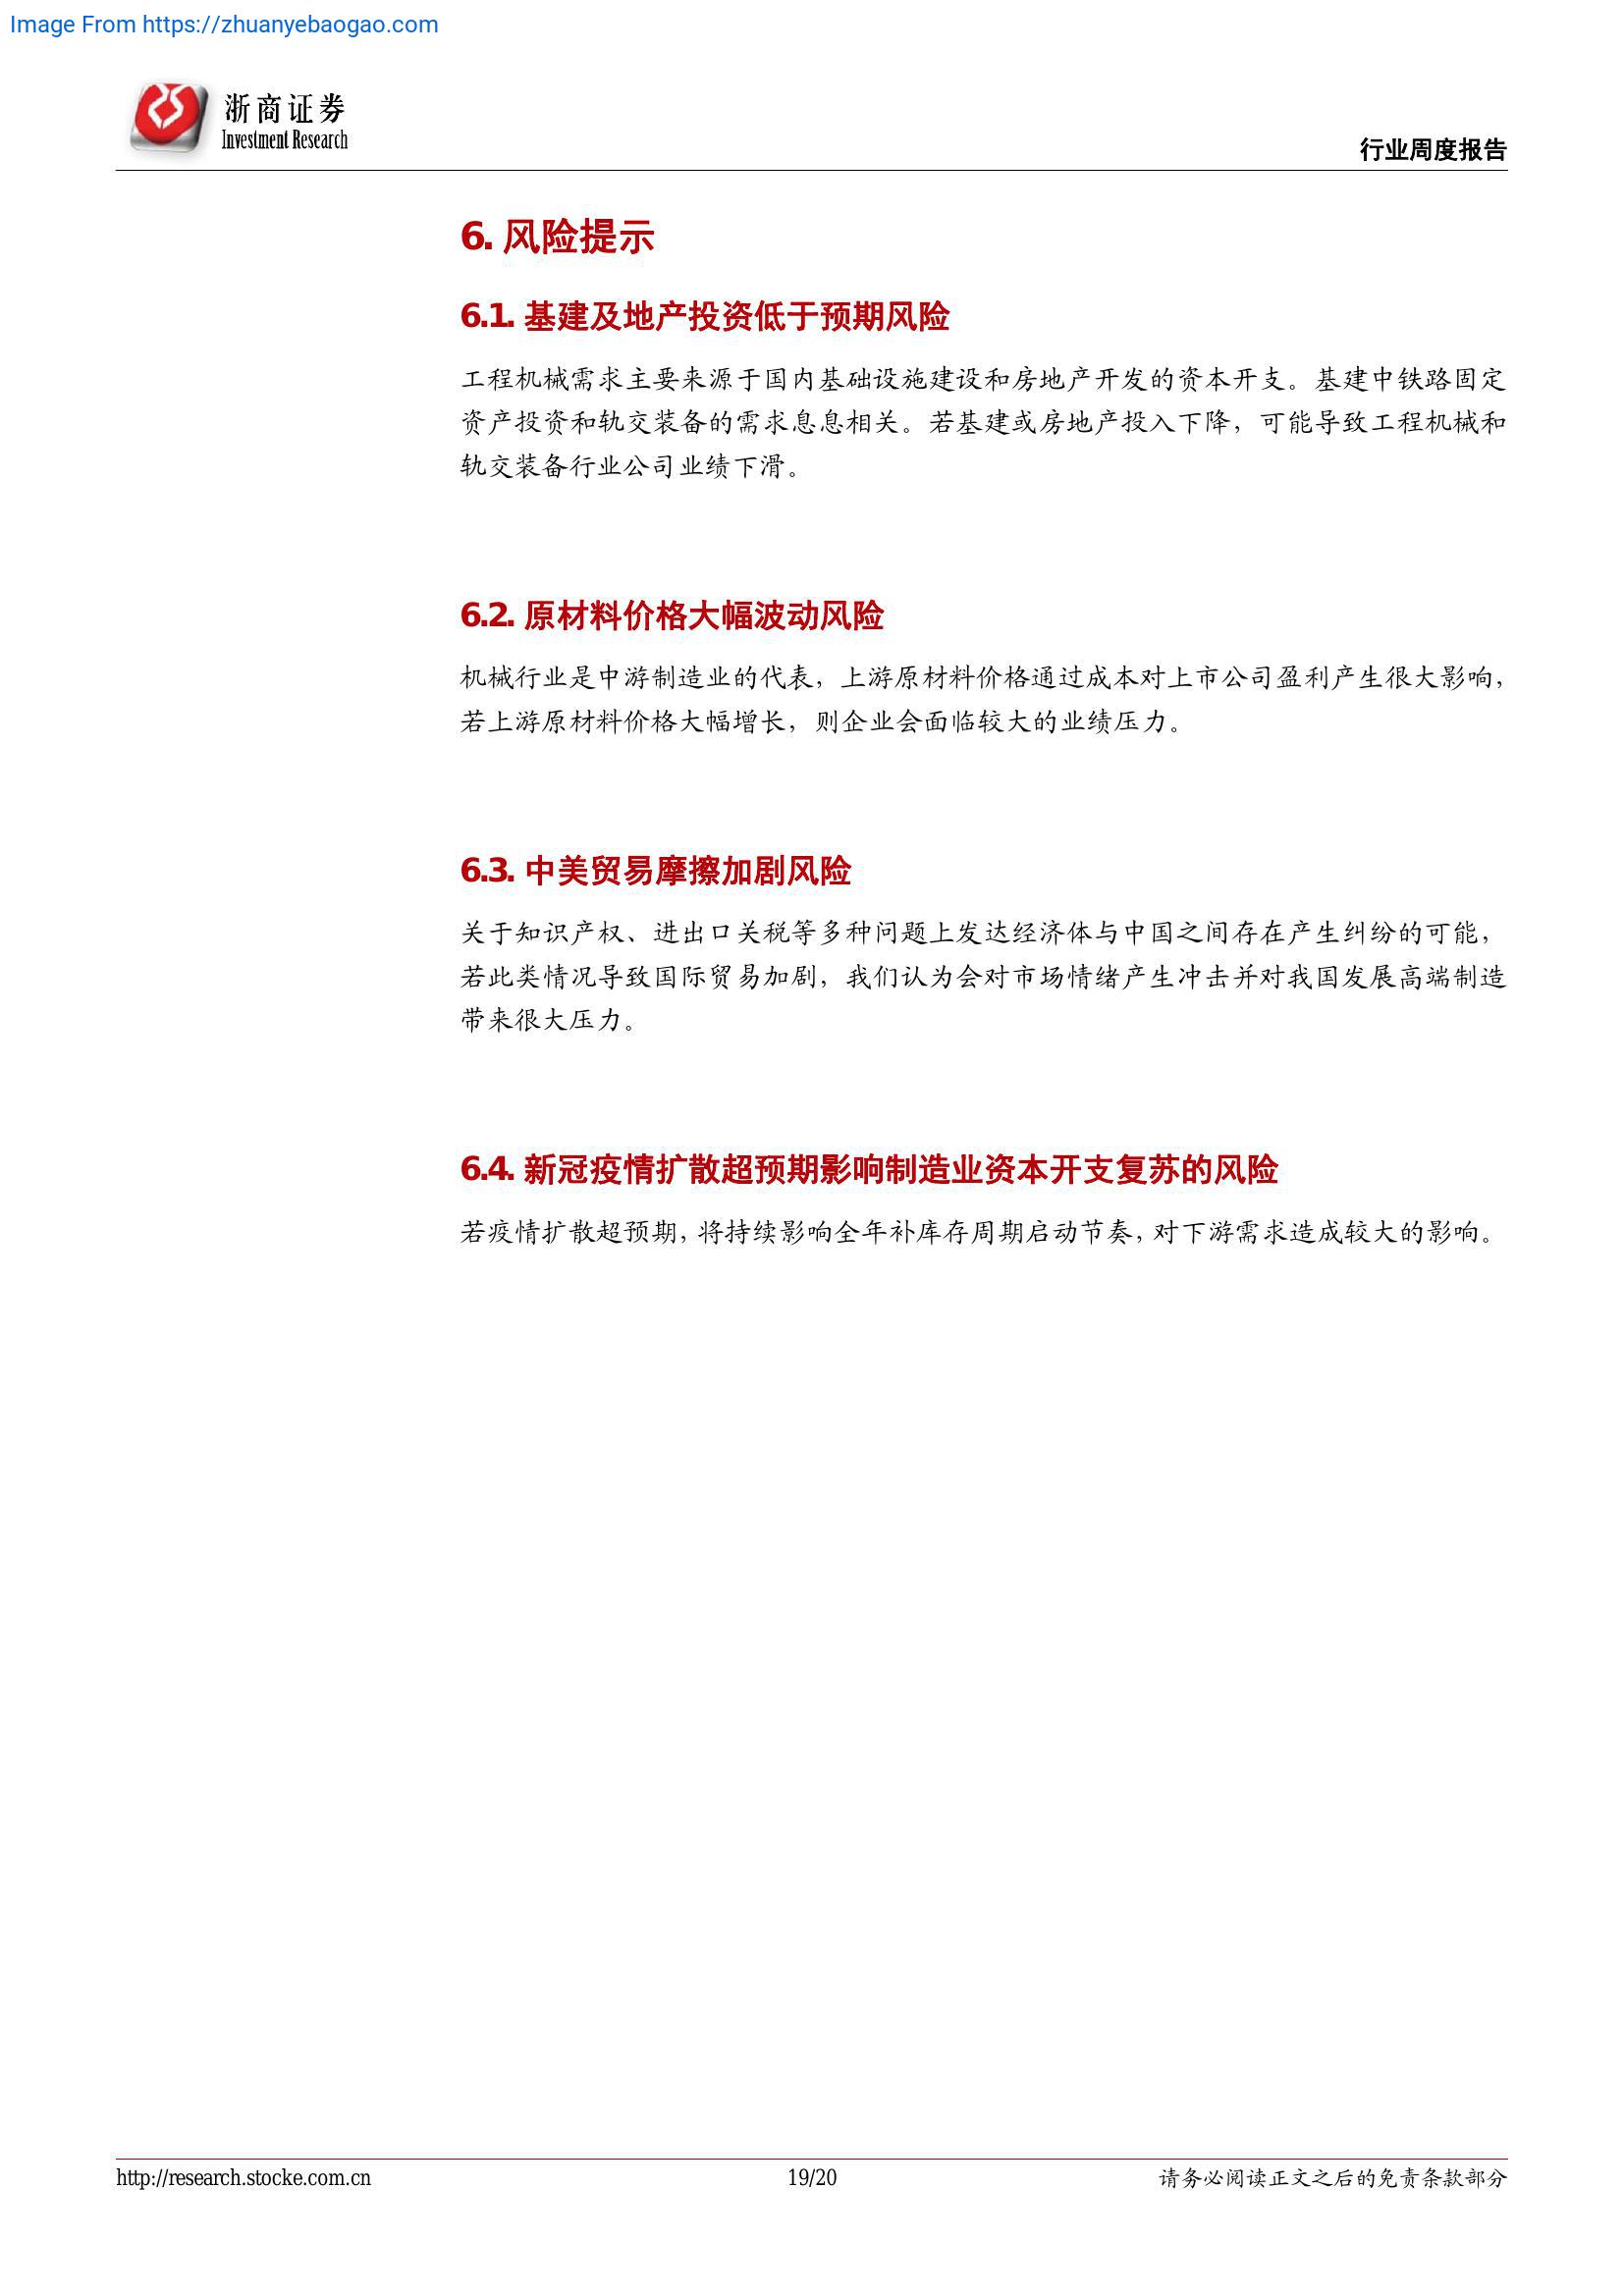 Image From https://zhuanyebaogao.com
浙商证券
Investment Research
行业周度报告
6. 风险提示
6.1. 基建及地产投资低于预期风险
工程机械需求主要来源于国内基础设施建设和房地产开发的资本开支。基建中铁路固定
资产投资和轨交装备的需求息息相关。若基建或房地产投入下降，可能导致工程机械和
轨交装备行业公司业绩下滑。
6.2. 原材料价格大幅波动风险
机械行业是中游制造业的代表，上游原材料价格通过成本对上市公司盈利产生很大影响，
若上游原材料价格大幅增长，则企业会面临较大的业绩压力。
6.3. 中美贸易摩擦加剧风险
关于知识产权、进出口关税等多种问题上发达经济体与中国之间存在产生纠纷的可能，
若此类情况导致国际贸易加剧，我们认为会对市场情绪产生冲击并对我国发展高端制造
带来很大压力。
6.4. 新冠疫情扩散超预期影响制造业资本开支复苏的风险
若疫情扩散超预期，将持续影响全年补库存周期启动节奏，对下游需求造成较大的影响。
http://research.stocke.com.cn
19/20
请务必阅读正文之后的免责条款部分